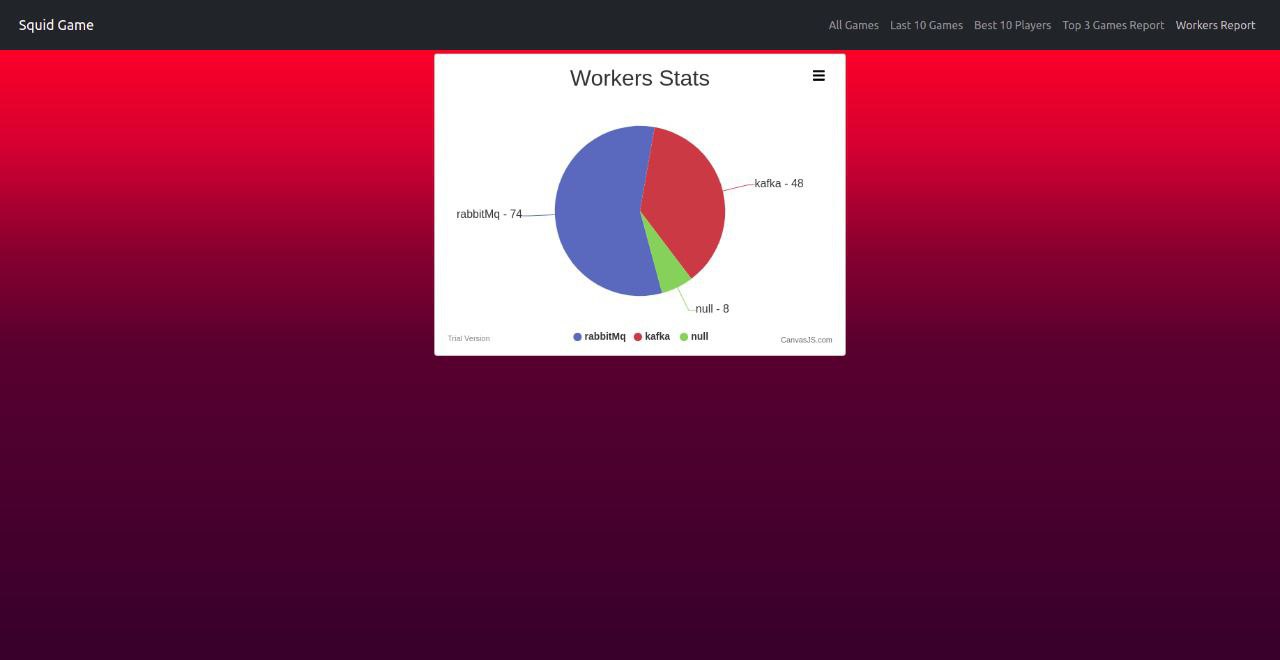 Squid Game
All Games Last 10 Games Best 10 Players Top 3 Games Report Workers Report
Workers Stats
kafka - 48
rabbitMq - 74
null - 8
rabbitMq kafka null
Trial Version
CanvasJS.com